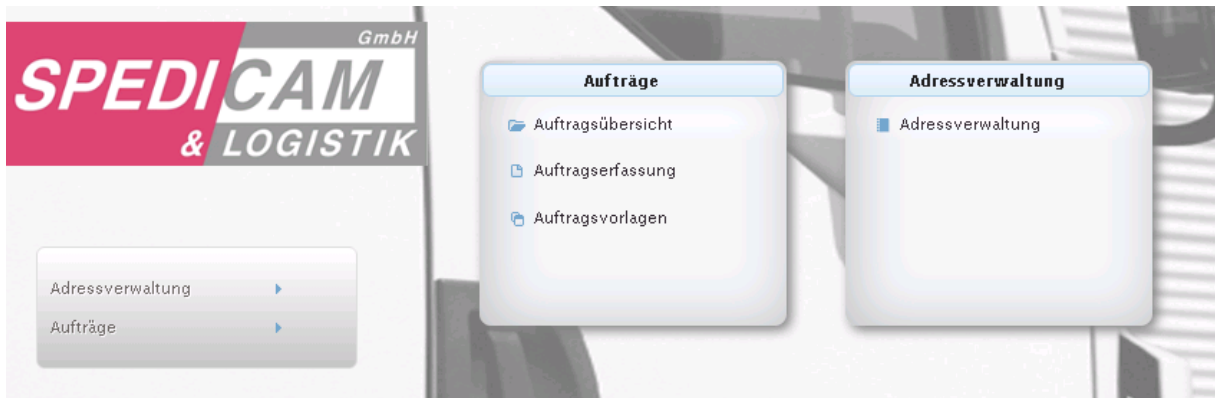 GmbH
SPEDICAM
& LOGISTIK
Adressverwaltung
Aufträge
Aufträge
Auftragsübersicht
Auftragserfassung
Auftragsvorlagen
Adressverwaltung
Adressverwaltung